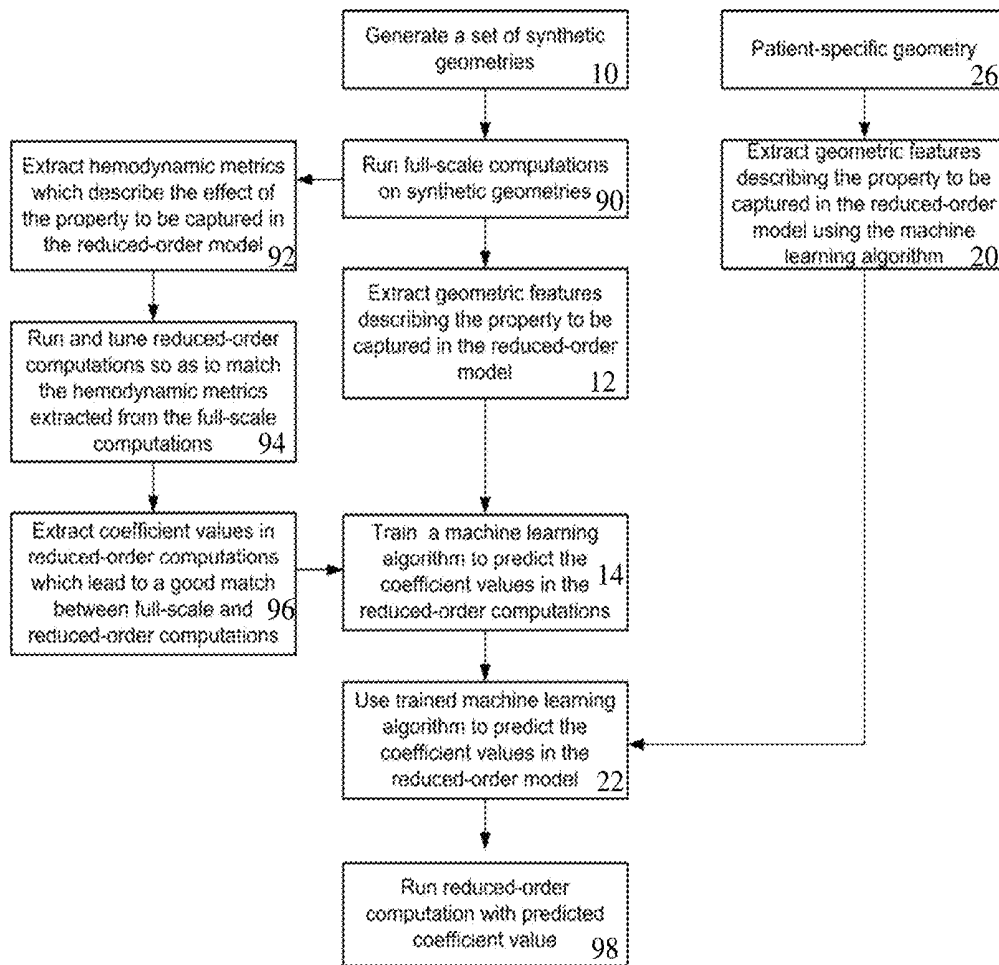 Generate a set of synthetic
geometries
10
Patient-specific geometry
26
Extract hemodynamic metrics
which describe the effect of
the property to be captured in
the reduced-order model
92
Run full-scale computations
on synthetic geometries
90
Extract geometric features
describing the property to be
captured in the reduced-order
model using the machine
learning algorithm
20
Run and tune reduced-order
computations so as to match
the hemodynamic metrics
extracted from the full-scale
computations
94
Extract geometric features
describing the property to be
captured in the reduced-order
model
12
Extract coefficient values in
reduced-order computations
which lead to a good match
between full-scale and
reduced-order computations
96
Train a machine learning
algorithm to predict the
coefficient values in the
reduced-order computations
14
Use trained machine learning
algorithm to predict the
coefficient values in the
reduced-order model
22
Run reduced-order
computation with predicted
coefficient value
98